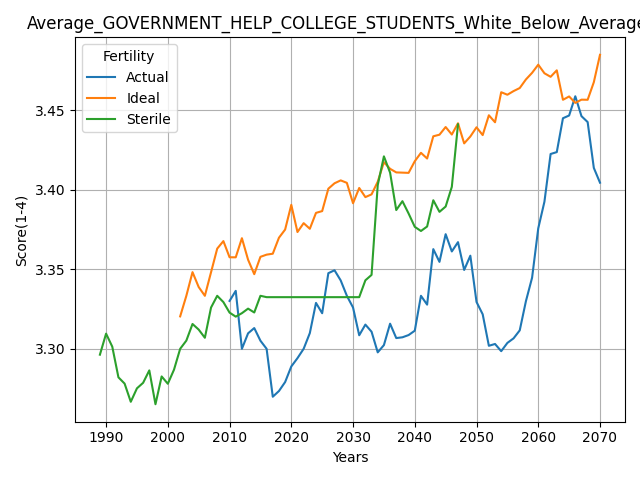 Average_GOVERNMENT_HELP_COLLEGE_STUDENTS_White_Below_Average
Fertility
Actual
Ideal
Sterile
Score(1-4)
3.45
3.40
3.35
3.30
1990 2000 2010 2020 2030 2040 2050 2060 2070
Years